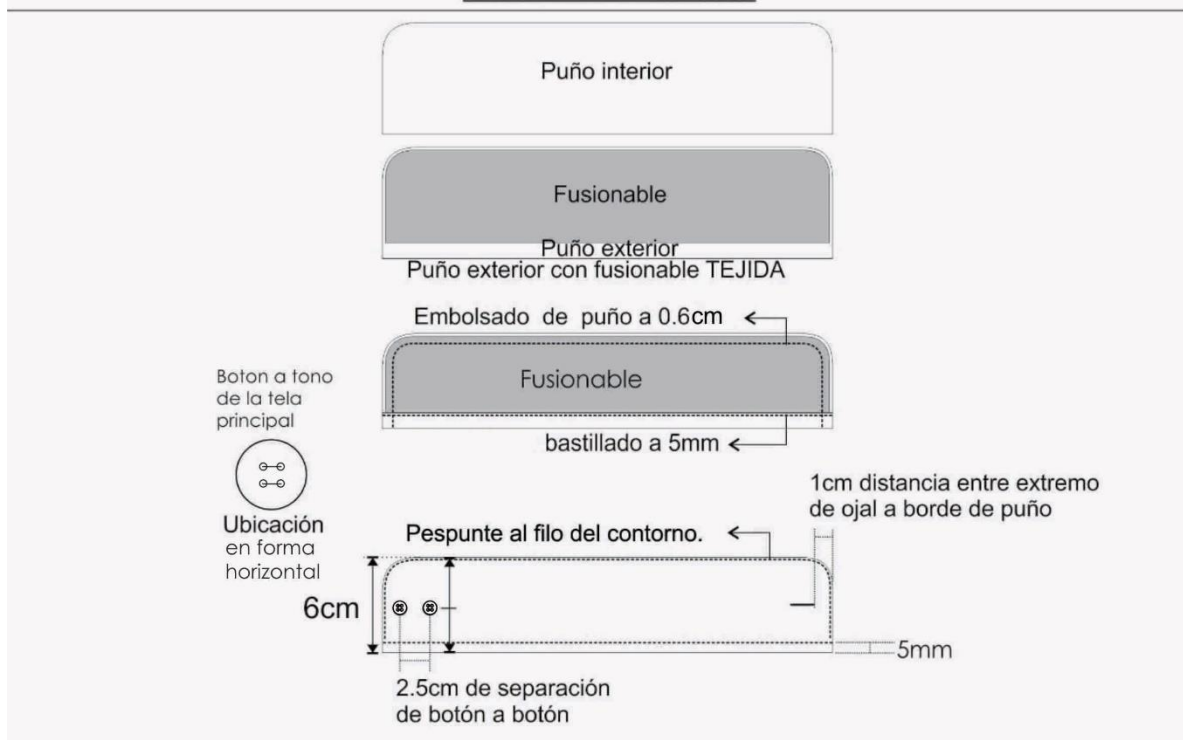 Puño interior
Fusionable
Puño exterior
Puño exterior con fusionable TEJIDA
Embolsado de puño a 0.6cm
Fusionable
bastillado a 5mm
Boton a tono
de la tela
principal
Ubicación
en forma
horizontal
1cm distancia entre extremo
de ojal a borde de puño
Pespunte al filo del contorno.
6cm
5mm
2.5cm de separación
de botón a botón